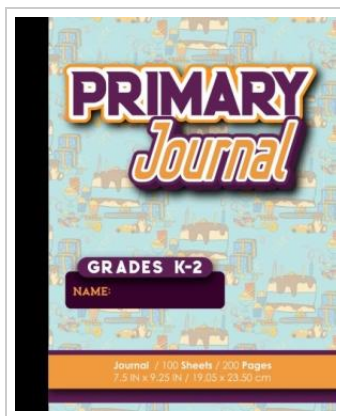 PRIMARY
Journal
GRADES K-2
NAME:
Journal / 100 Sheets / 200 Pages
7.5 IN x 9.25 IN / 19.05 x 23.50 cm